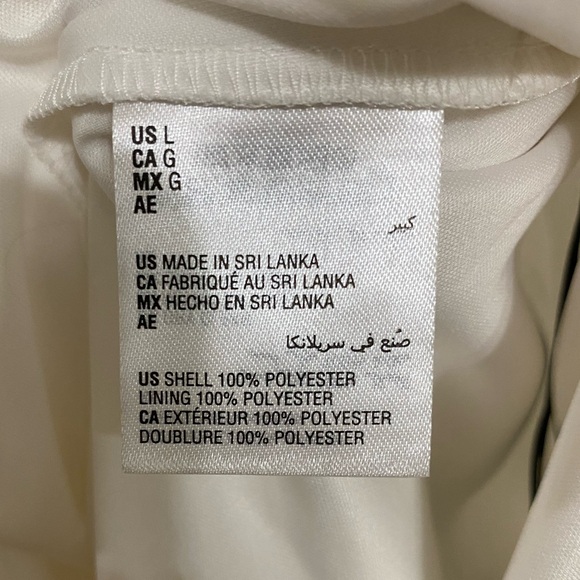 US L
CA G
MX G
AE
كبير
US MADE IN SRI LANKA
CA FABRIQUÉ AU SRI LANKA
MX HECHO EN SRI LANKA
AE
صُنع في سريلانكا
US SHELL 100% POLYESTER
LINING 100% POLYESTER
CA EXTÉRIEUR 100% POLYESTER
DOUBLURE 100% POLYESTER